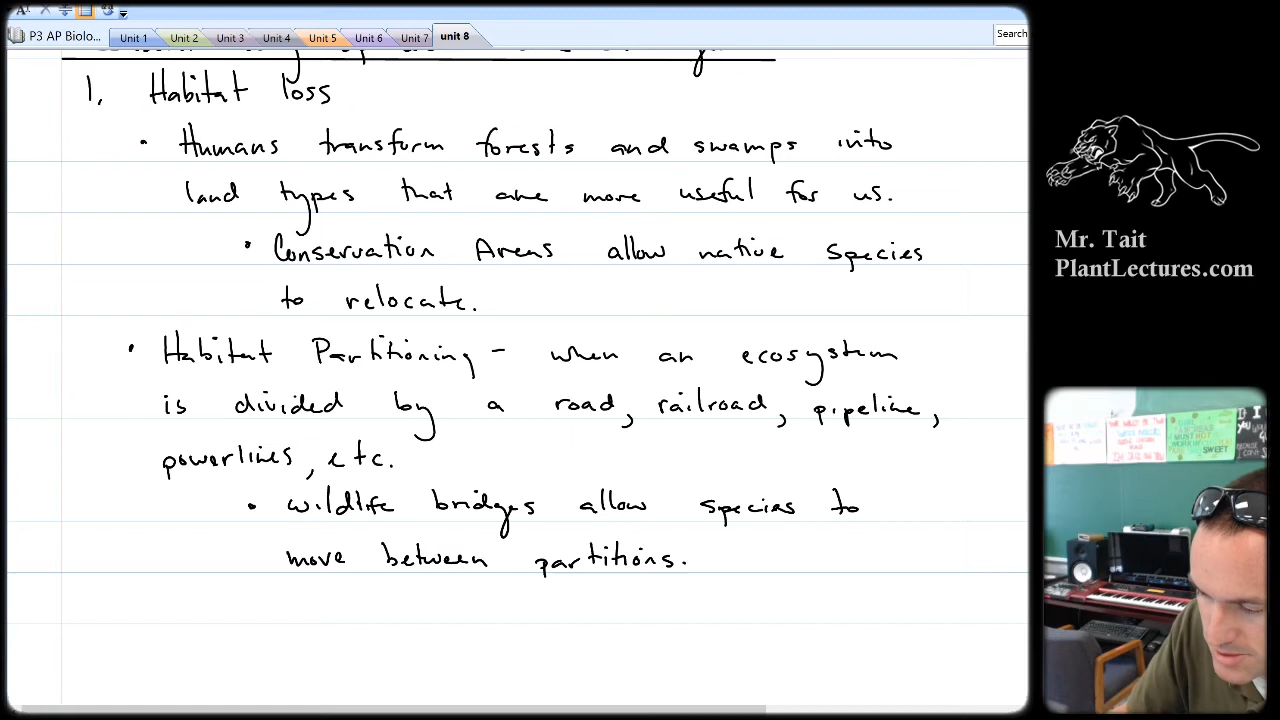 P3 AP Biolo...
Unit 1
Unit 2
Unit 3
Unit 4
Unit 5
Unit 6
Unit 7
unit 8
Search
1. Habitat loss
• Humans transform forests and swamps into
land types that are more useful for us.
• Conservation Areas allow native species
to relocate.
• Habitat Partitioning - when an ecosystem
is divided by a road, railroad, pipeline,
powerlines, etc.
• wildlife bridges allow species to
move between partitions.
Mr. Tait
PlantLectures.com
SWEET